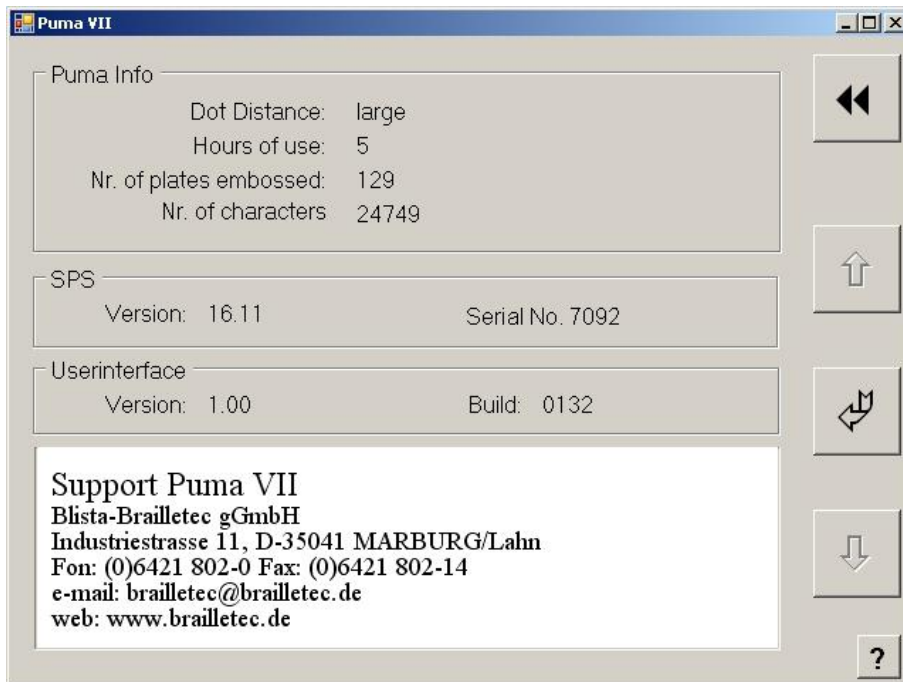 Puma VII
Puma Info
Dot Distance: large
Hours of use: 5
Nr. of plates embossed: 129
Nr. of characters 24749
SPS
Version: 16.11 Serial No. 7092
Userinterface
Version: 1.00 Build: 0132
Support Puma VII
Blista-Brailletec gGmbH
Industriestrasse 11, D-35041 MARBURG/Lahn
Fon: (0)6421 802-0 Fax: (0)6421 802-14
e-mail: brailletec@brailletec.de
web: www.brailletec.de
?